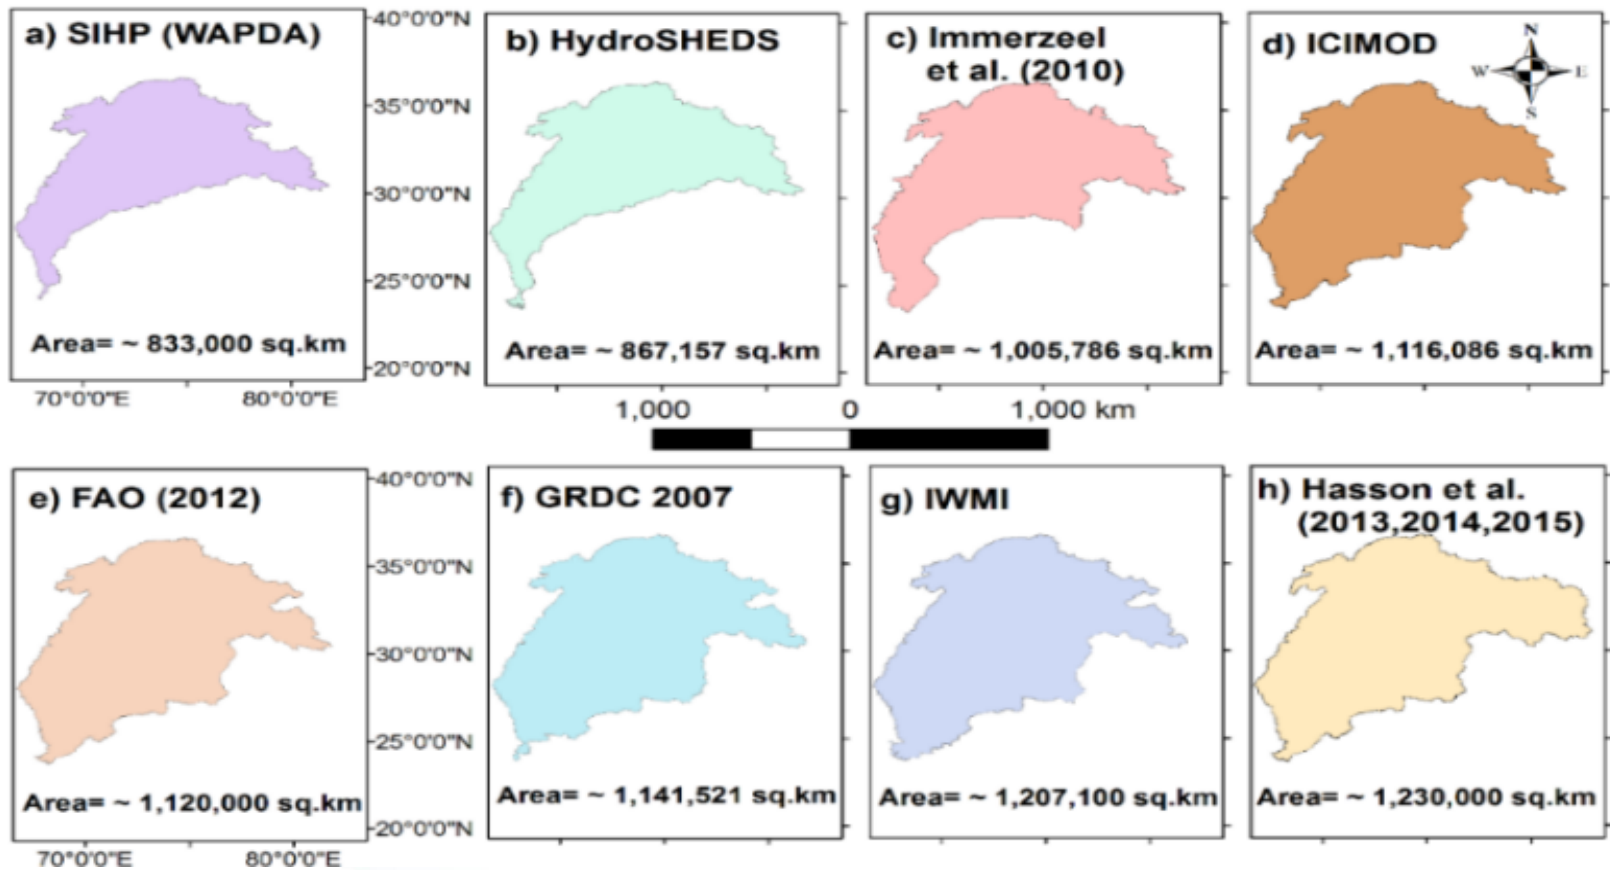 a) SIHP (WAPDA)
40°0'0"N
35°0'0"N
30°0'0"N
25°0'0"N
20°0'0"N
Area= ~ 833,000 sq.km
70°0'0"E 80°0'0"E
b) HydroSHEDS
Area= ~ 867,157 sq.km
c) Immerzeel
et al. (2010)
Area= ~ 1,005,786 sq.km
d) ICIMOD
N
W E
S
Area= ~ 1,116,086 sq.km
1,000 0 1,000 km
e) FAO (2012)
40°0'0"N
35°0'0"N
30°0'0"N
25°0'0"N
20°0'0"N
Area= ~ 1,120,000 sq.km
70°0'0"E 80°0'0"E
f) GRDC 2007
Area= ~ 1,141,521 sq.km
g) IWMI
Area= ~ 1,207,100 sq.km
h) Hasson et al.
(2013,2014,2015)
Area= ~ 1,230,000 sq.km